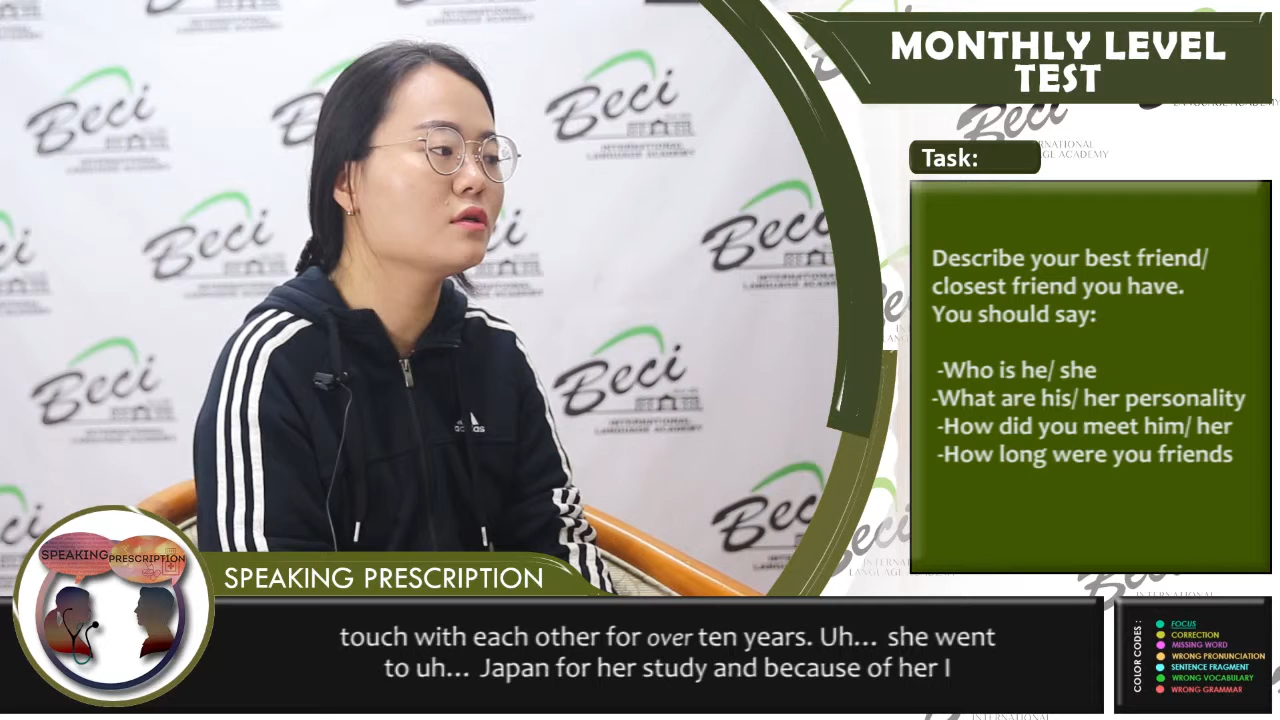 MONTHLY LEVEL
TEST
Task:
Describe your best friend/
closest friend you have.
You should say:
-Who is he/ she
-What are his/ her personality
-How did you meet him/ her
-How long were you friends
Beci
INTERNATIONAL
LANGUAGE ACADEMY
adidas
SPEAKING PRESCRIPTION
SPEAKING PRESCRIPTION
touch with each other for over ten years. Uh... she went
to uh... Japan for her study and because of her I
COLOR CODES :
FOCUS
CORRECTION
MISSING WORD
WRONG PRONUNCIATION
SENTENCE FRAGMENT
WRONG VOCABULARY
WRONG GRAMMAR